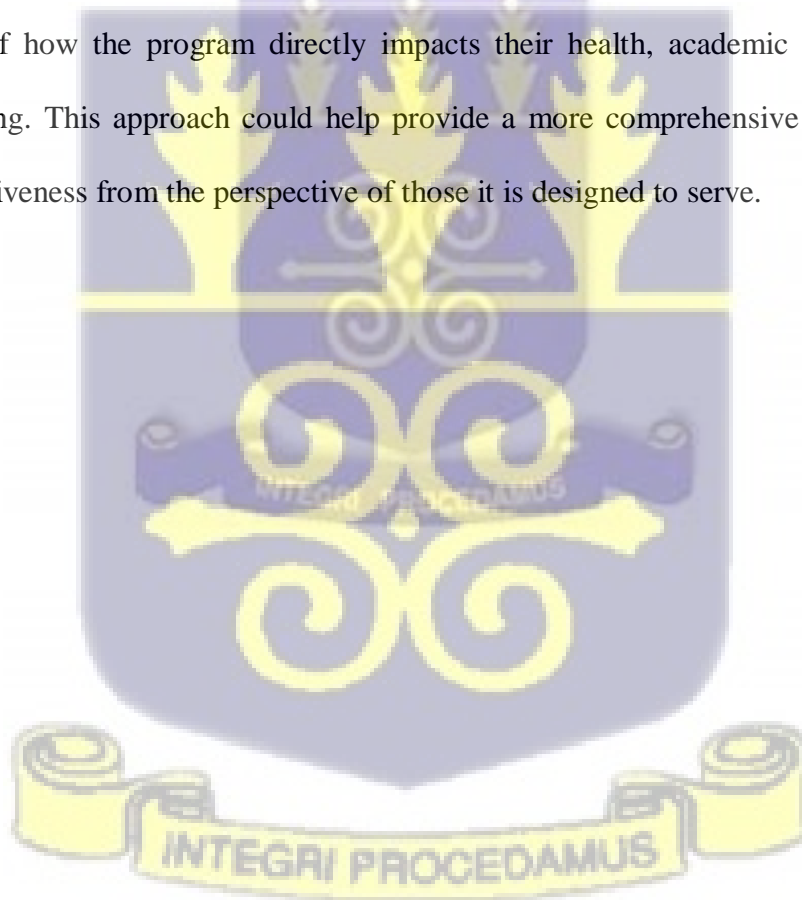 f how the program directly impacts their health, academic
ng. This approach could help provide a more comprehensive
iveness from the perspective of those it is designed to serve.
INTEGRI PROCEDAMUS
INTEGRI PROCEDAMUS